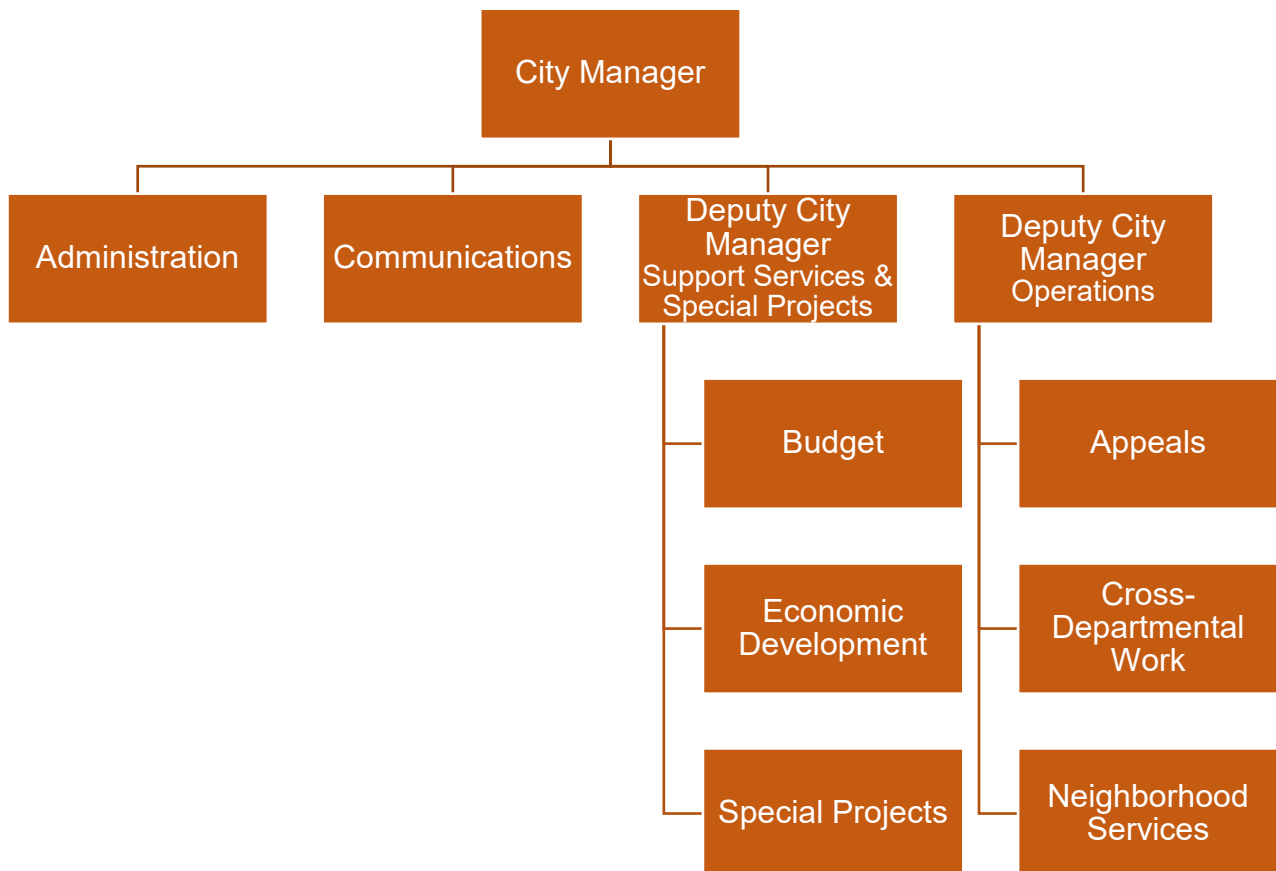 City Manager
Administration
Communications
Deputy City
Manager
Support Services &
Special Projects
Deputy City
Manager
Operations
Budget
Appeals
Economic
Development
Cross-
Departmental
Work
Special Projects
Neighborhood
Services